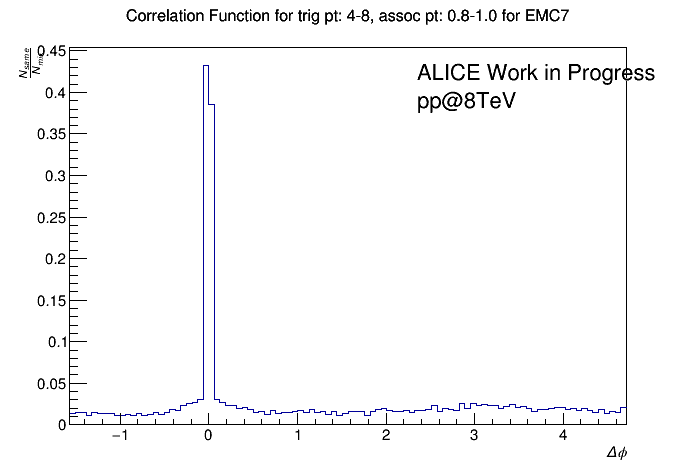 Correlation Function for trig pt: 4-8, assoc pt: 0.8-1.0 for EMC7
N same
N mix
ALICE Work in Progress
pp@8TeV
0.45
0.4
0.35
0.3
0.25
0.2
0.15
0.1
0.05
0
−1 0 1 2 3 4
Δϕ